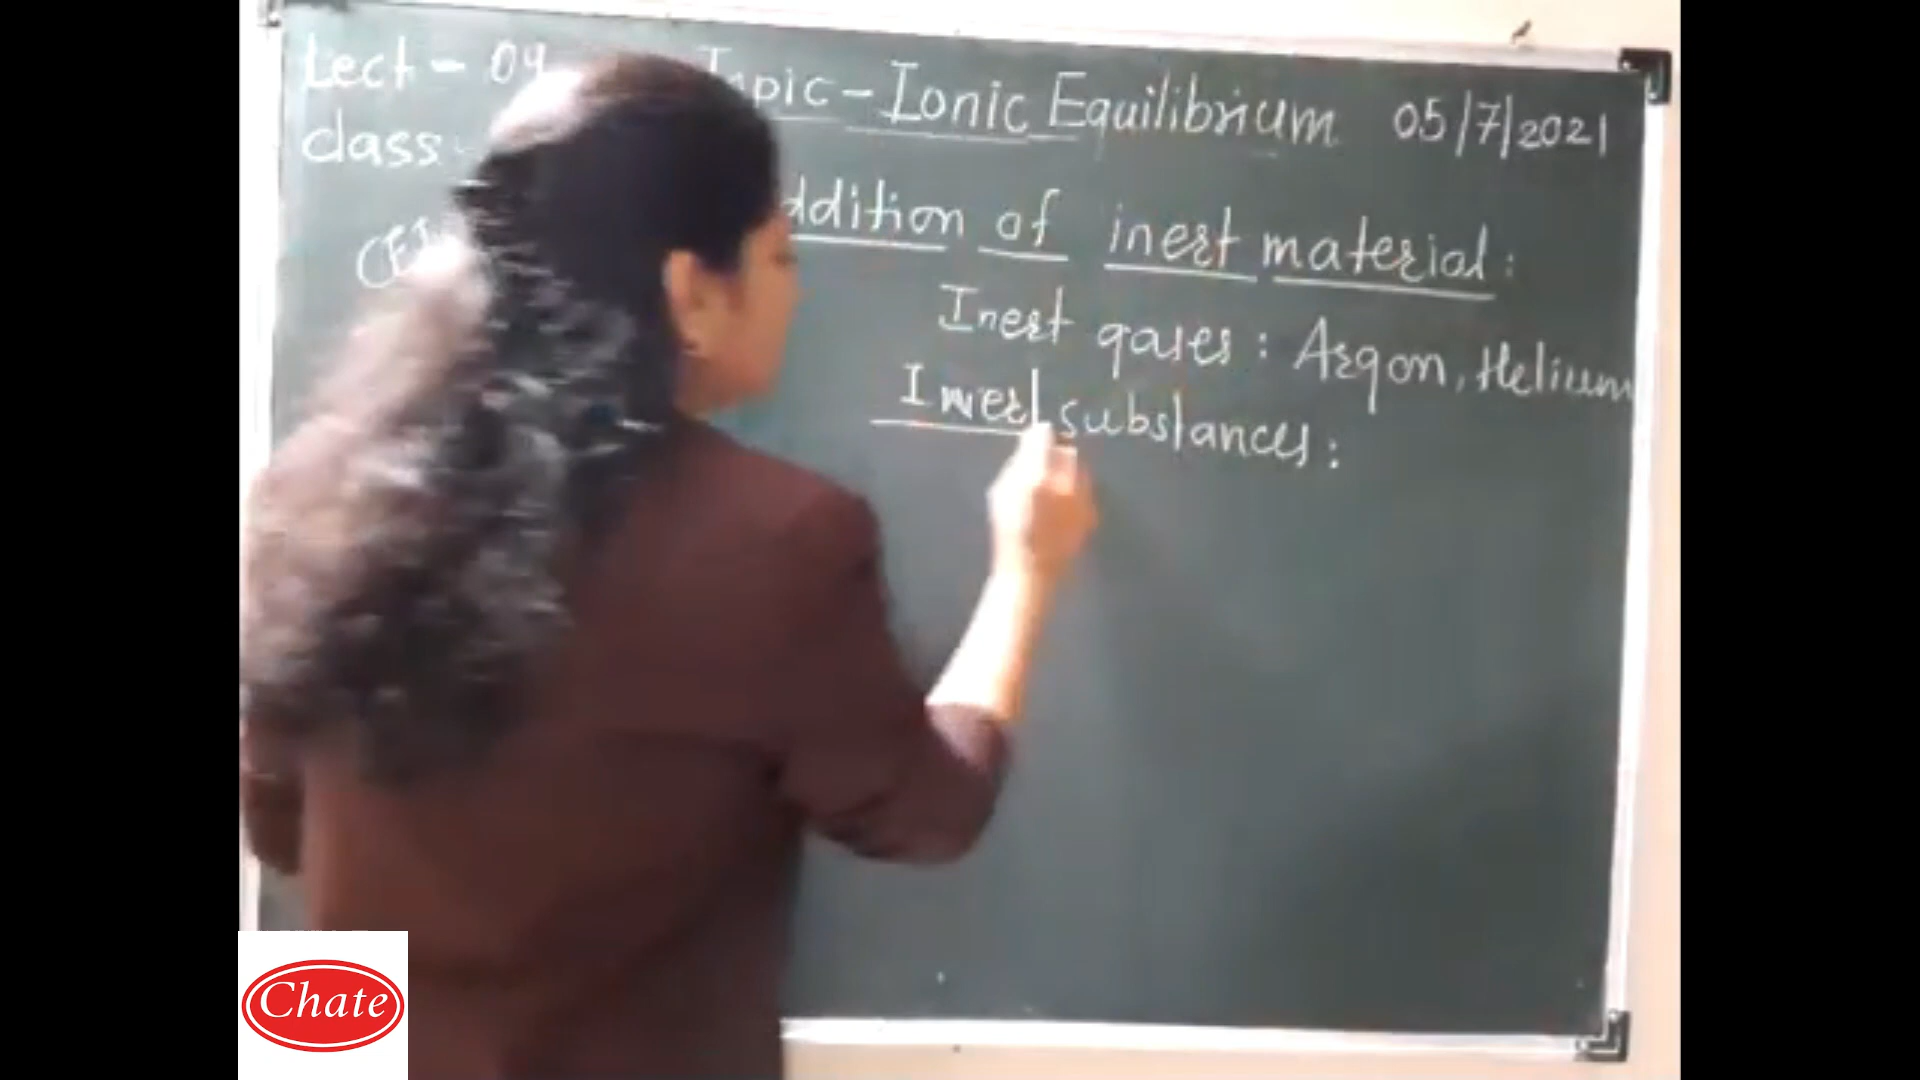 Lect - 04 Topic - Ionic Equilibrium 05/7/2021
class
ddition of inert material:
Inert gases: Argon, Helium
Inert substances:
Chate